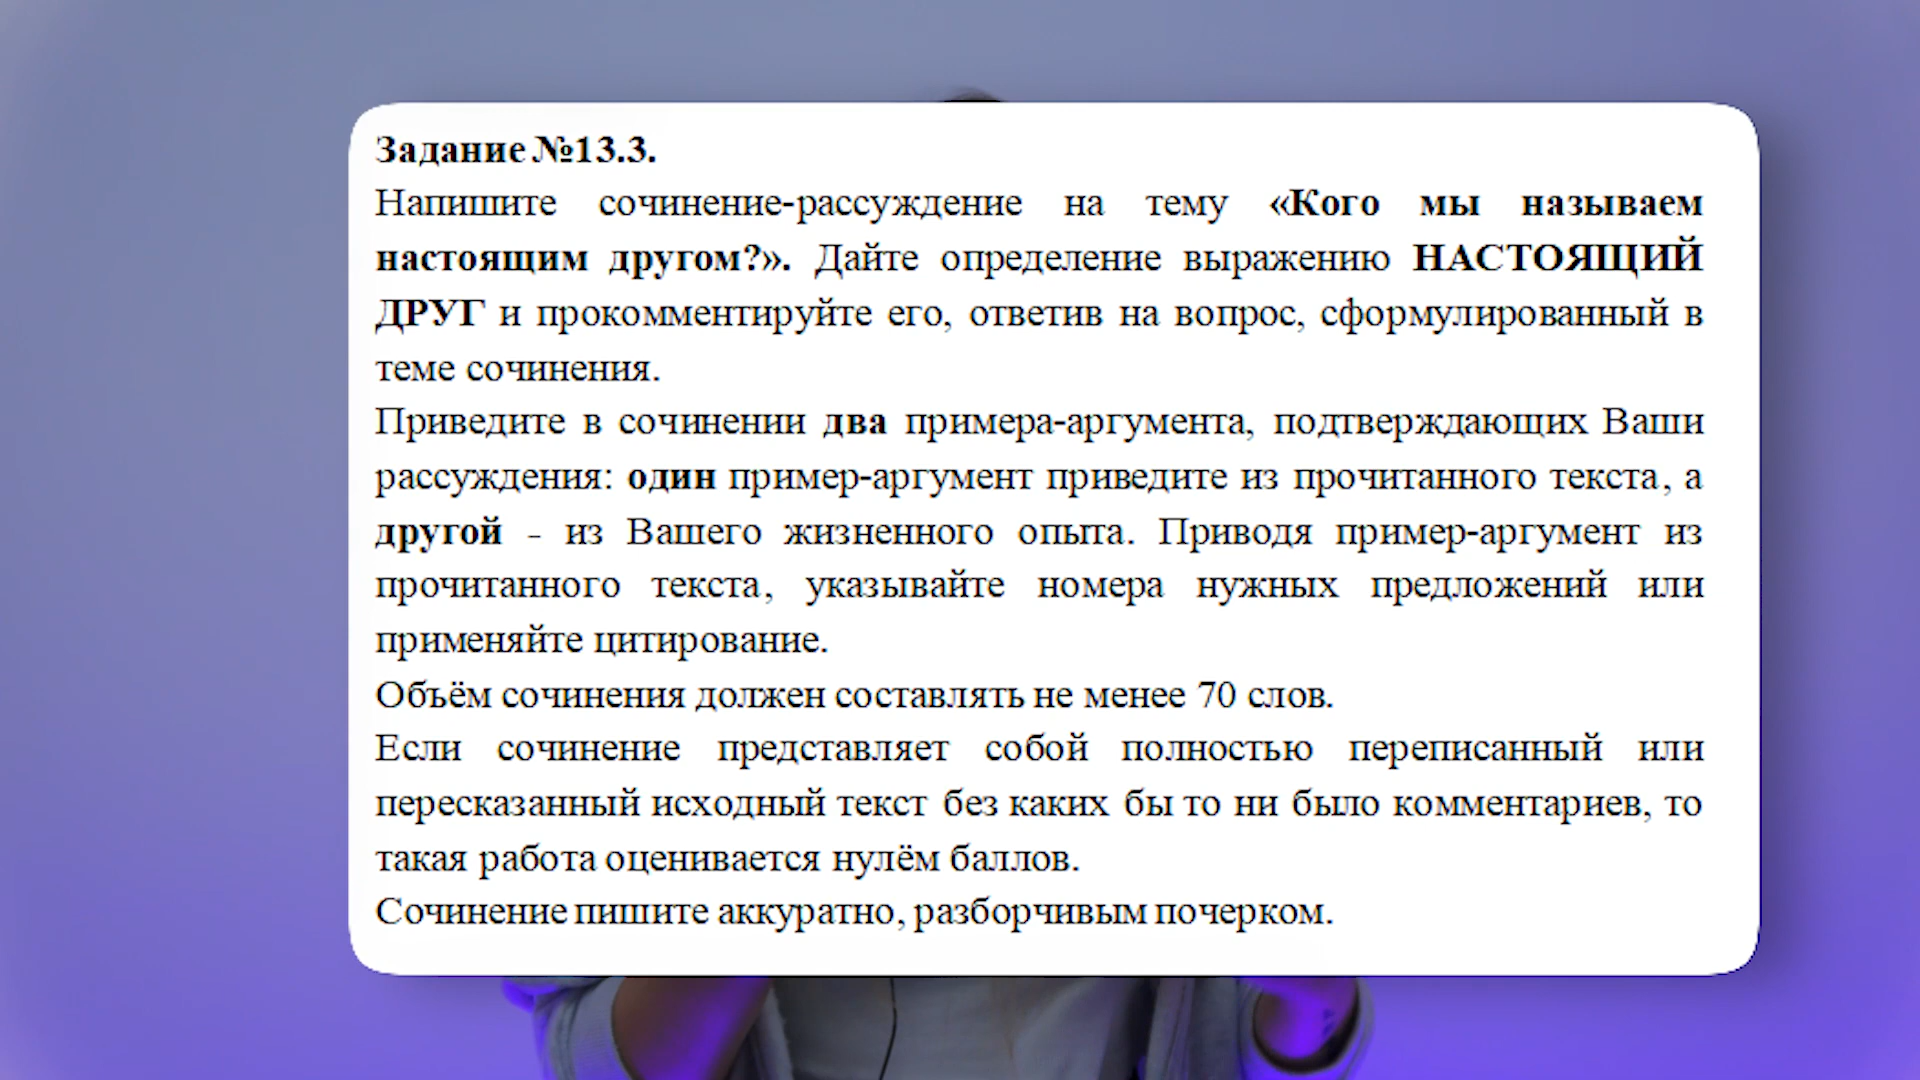 Задание №13.3.
Напишите сочинение-рассуждение на тему «Кого мы называем
настоящим другом?». Дайте определение выражению НАСТОЯЩИЙ
ДРУГ и прокомментируйте его, ответив на вопрос, сформулированный в
теме сочинения.
Приведите в сочинении два примера-аргумента, подтверждающих Ваши
рассуждения: один пример-аргумент приведите из прочитанного текста, а
другой - из Вашего жизненного опыта. Приводя пример-аргумент из
прочитанного текста, указывайте номера нужных предложений или
применяйте цитирование.
Объём сочинения должен составлять не менее 70 слов.
Если сочинение представляет собой полностью переписанный или
пересказанный исходный текст без каких бы то ни было комментариев, то
такая работа оценивается нулём баллов.
Сочинение пишите аккуратно, разборчивым почерком.